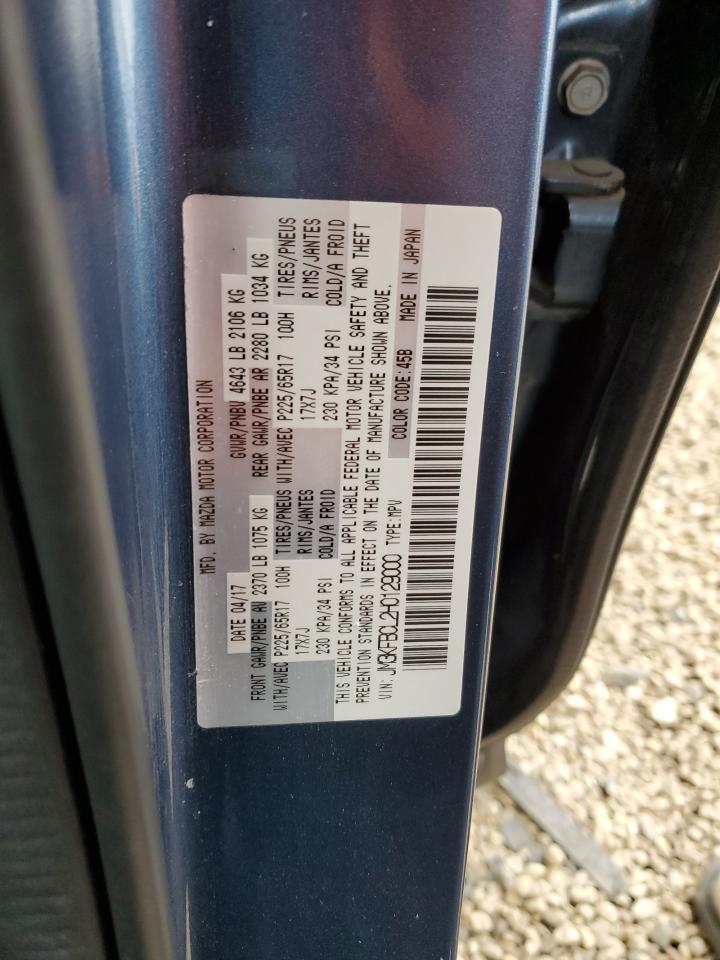 MFD. BY MAZDA MOTOR CORPORATION
DATE 04/17 GVWR/PNBV 4643 LB 2106 KG
FRONT GAWR/PNBE AV 2370 LB 1075 KG REAR GAWR/PNBE AR 2280 LB 1034 KG
WITH/AVEC P225/65R17 100H TIRES/PNEUS WITH/AVEC P225/65R17 100H TIRES/PNEUS
17X7J RIMS/JANTES 17X7J RIMS/JANTES
230 KPA/34 PSI COLD/A FROID 230 KPA/34 PSI COLD/A FROID
THIS VEHICLE CONFORMS TO ALL APPLICABLE FEDERAL MOTOR VEHICLE SAFETY AND THEFT
PREVENTION STANDARDS IN EFFECT ON THE DATE OF MANUFACTURE SHOWN ABOVE.
VIN: JM3KFBCL2H0129000 TYPE: MPV COLOR CODE: 45B MADE IN JAPAN